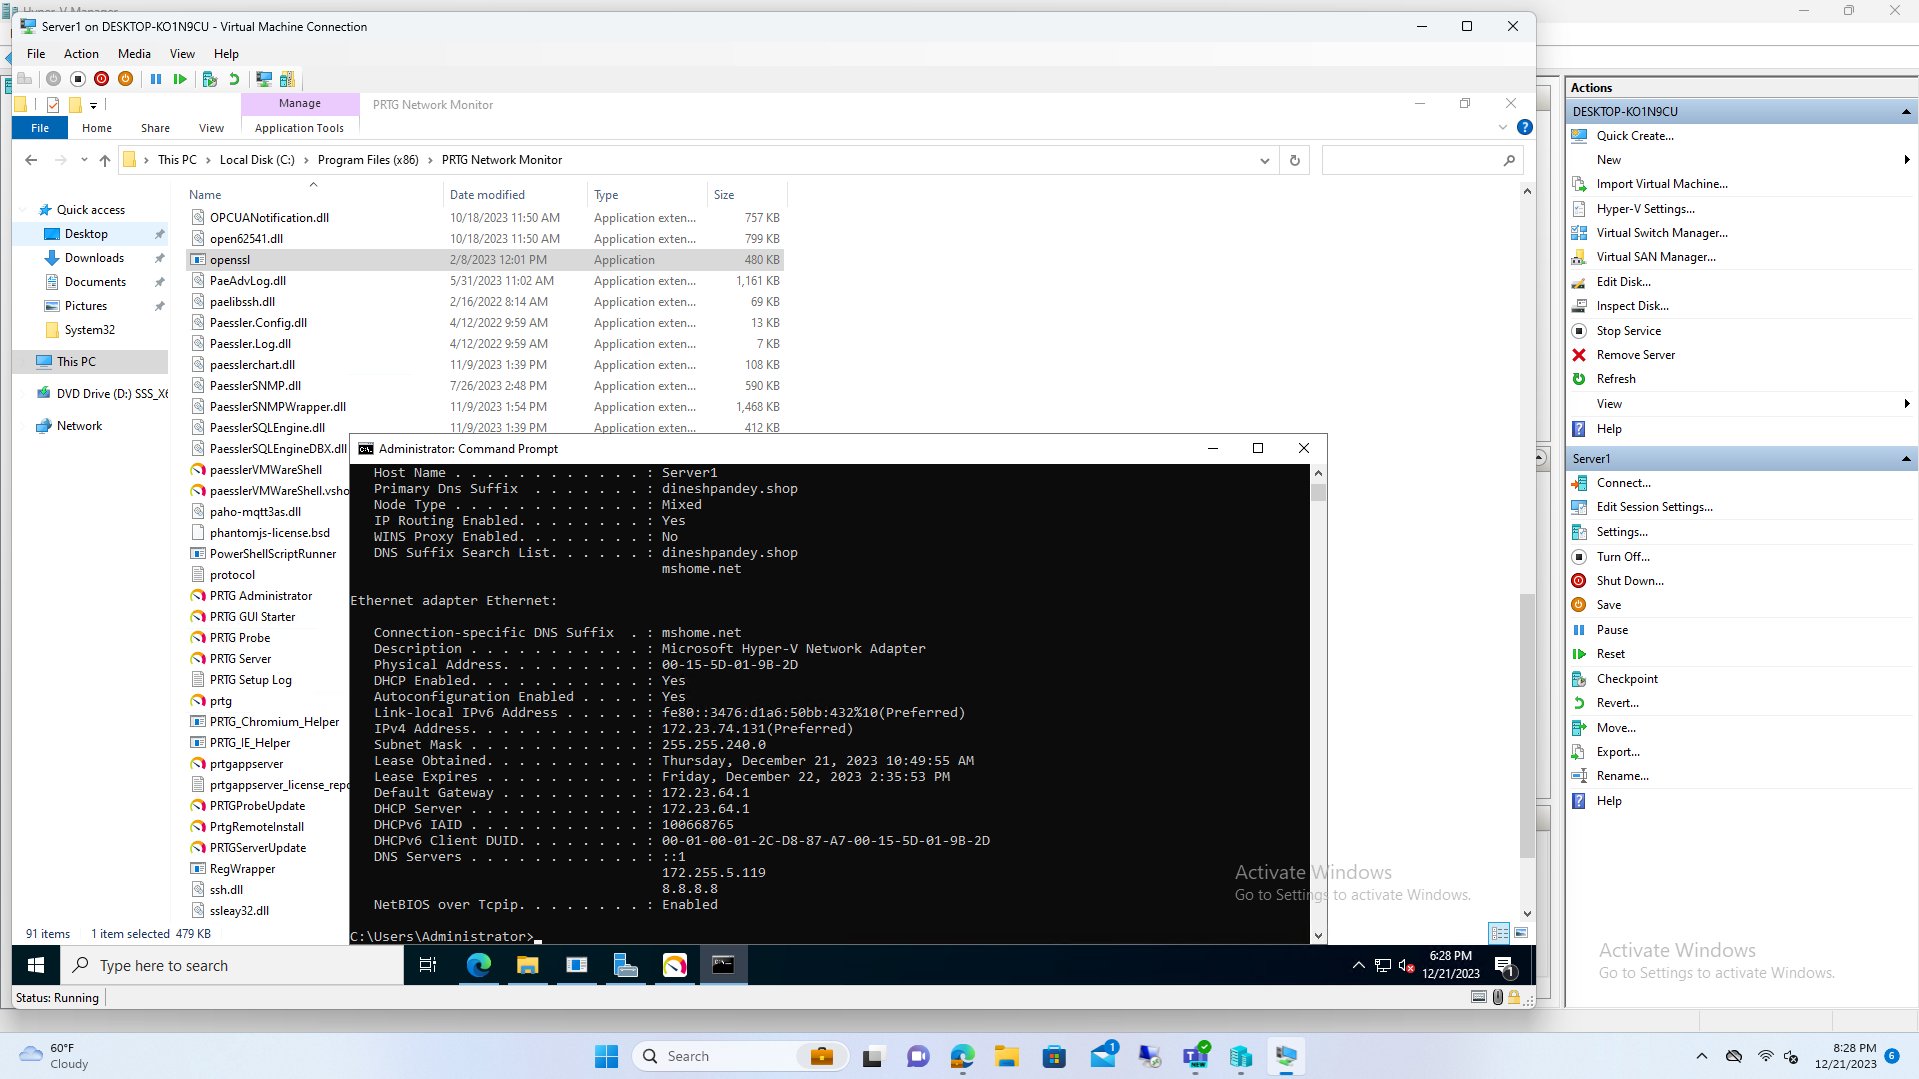 Server1 on DESKTOP-KO1N9CU - Virtual Machine Connection
File Action Media View Help
Manage PRTG Network Monitor
File Home Share View Application Tools
This PC > Local Disk (C:) > Program Files (x86) > PRTG Network Monitor
Name Date modified Type Size
Quick access
Desktop
Downloads
Documents
Pictures
System32
This PC
DVD Drive (D:) SSS_X6
Network
OPCUANotification.dll 10/18/2023 11:50 AM Application exten... 757 KB
open62541.dll 10/18/2023 11:50 AM Application exten... 799 KB
openssl 2/8/2023 12:01 PM Application 480 KB
PaeAdvLog.dll 5/31/2023 11:02 AM Application exten... 1,161 KB
paelibssh.dll 2/16/2022 8:14 AM Application exten... 69 KB
Paessler.Config.dll 4/12/2022 9:59 AM Application exten... 13 KB
Paessler.Log.dll 4/12/2022 9:59 AM Application exten... 7 KB
paesslerchart.dll 11/9/2023 1:39 PM Application exten... 108 KB
PaesslerSNMP.dll 7/26/2023 2:48 PM Application exten... 590 KB
PaesslerSNMPWrapper.dll 11/9/2023 1:54 PM Application exten... 1,468 KB
PaesslerSQLEngine.dll 11/9/2023 1:39 PM Application exten... 412 KB
PaesslerSQLEngineDBX.dll
paesslerVMWareShell
paesslerVMWareShell.vsho
paho-mqtt3as.dll
phantomjs-license.bsd
PowerShellScriptRunner
protocol
PRTG Administrator
PRTG GUI Starter
PRTG Probe
PRTG Server
PRTG Setup Log
prtg
PRTG_Chromium_Helper
PRTG_IE_Helper
prtgappserver
prtgappserver_license_repo
PRTGProbeUpdate
PrtgRemoteInstall
PRTGServerUpdate
RegWrapper
ssh.dll
ssleay32.dll
91 items 1 item selected 479 KB
Administrator: Command Prompt
Host Name . . . . . . . . . . . . : Server1
Primary Dns Suffix . . . . . . . : dineshpandey.shop
Node Type . . . . . . . . . . . . : Mixed
IP Routing Enabled. . . . . . . . : Yes
WINS Proxy Enabled. . . . . . . . : No
DNS Suffix Search List. . . . . . : dineshpandey.shop
mshome.net
Ethernet adapter Ethernet:
Connection-specific DNS Suffix . : mshome.net
Description . . . . . . . . . . . : Microsoft Hyper-V Network Adapter
Physical Address. . . . . . . . . : 00-15-5D-01-9B-2D
DHCP Enabled. . . . . . . . . . . : Yes
Autoconfiguration Enabled . . . . : Yes
Link-local IPv6 Address . . . . . : fe80::3476:d1a6:50bb:432%10(Preferred)
IPv4 Address. . . . . . . . . . . : 172.23.74.131(Preferred)
Subnet Mask . . . . . . . . . . . : 255.255.240.0
Lease Obtained. . . . . . . . . . : Thursday, December 21, 2023 10:49:55 AM
Lease Expires . . . . . . . . . . : Friday, December 22, 2023 2:35:53 PM
Default Gateway . . . . . . . . . : 172.23.64.1
DHCP Server . . . . . . . . . . . : 172.23.64.1
DHCPv6 IAID . . . . . . . . . . . : 100668765
DHCPv6 Client DUID. . . . . . . . : 00-01-00-01-2C-D8-87-A7-00-15-5D-01-9B-2D
DNS Servers . . . . . . . . . . . : ::1
172.255.5.119
8.8.8.8
NetBIOS over Tcpip. . . . . . . . : Enabled
C:\Users\Administrator>
Activate Windows
Go to Settings to activate Windows.
Type here to search
6:28 PM
12/21/2023
1
Status: Running
Actions
DESKTOP-KO1N9CU
Quick Create...
New
Import Virtual Machine...
Hyper-V Settings...
Virtual Switch Manager...
Virtual SAN Manager...
Edit Disk...
Inspect Disk...
Stop Service
Remove Server
Refresh
View
Help
Server1
Connect...
Edit Session Settings...
Settings...
Turn Off...
Shut Down...
Save
Pause
Reset
Checkpoint
Revert...
Move...
Export...
Rename...
Help
Activate Windows
Go to Settings to activate Windows.
60°F
Cloudy
Search
1
NEW
8:28 PM
12/21/2023
6